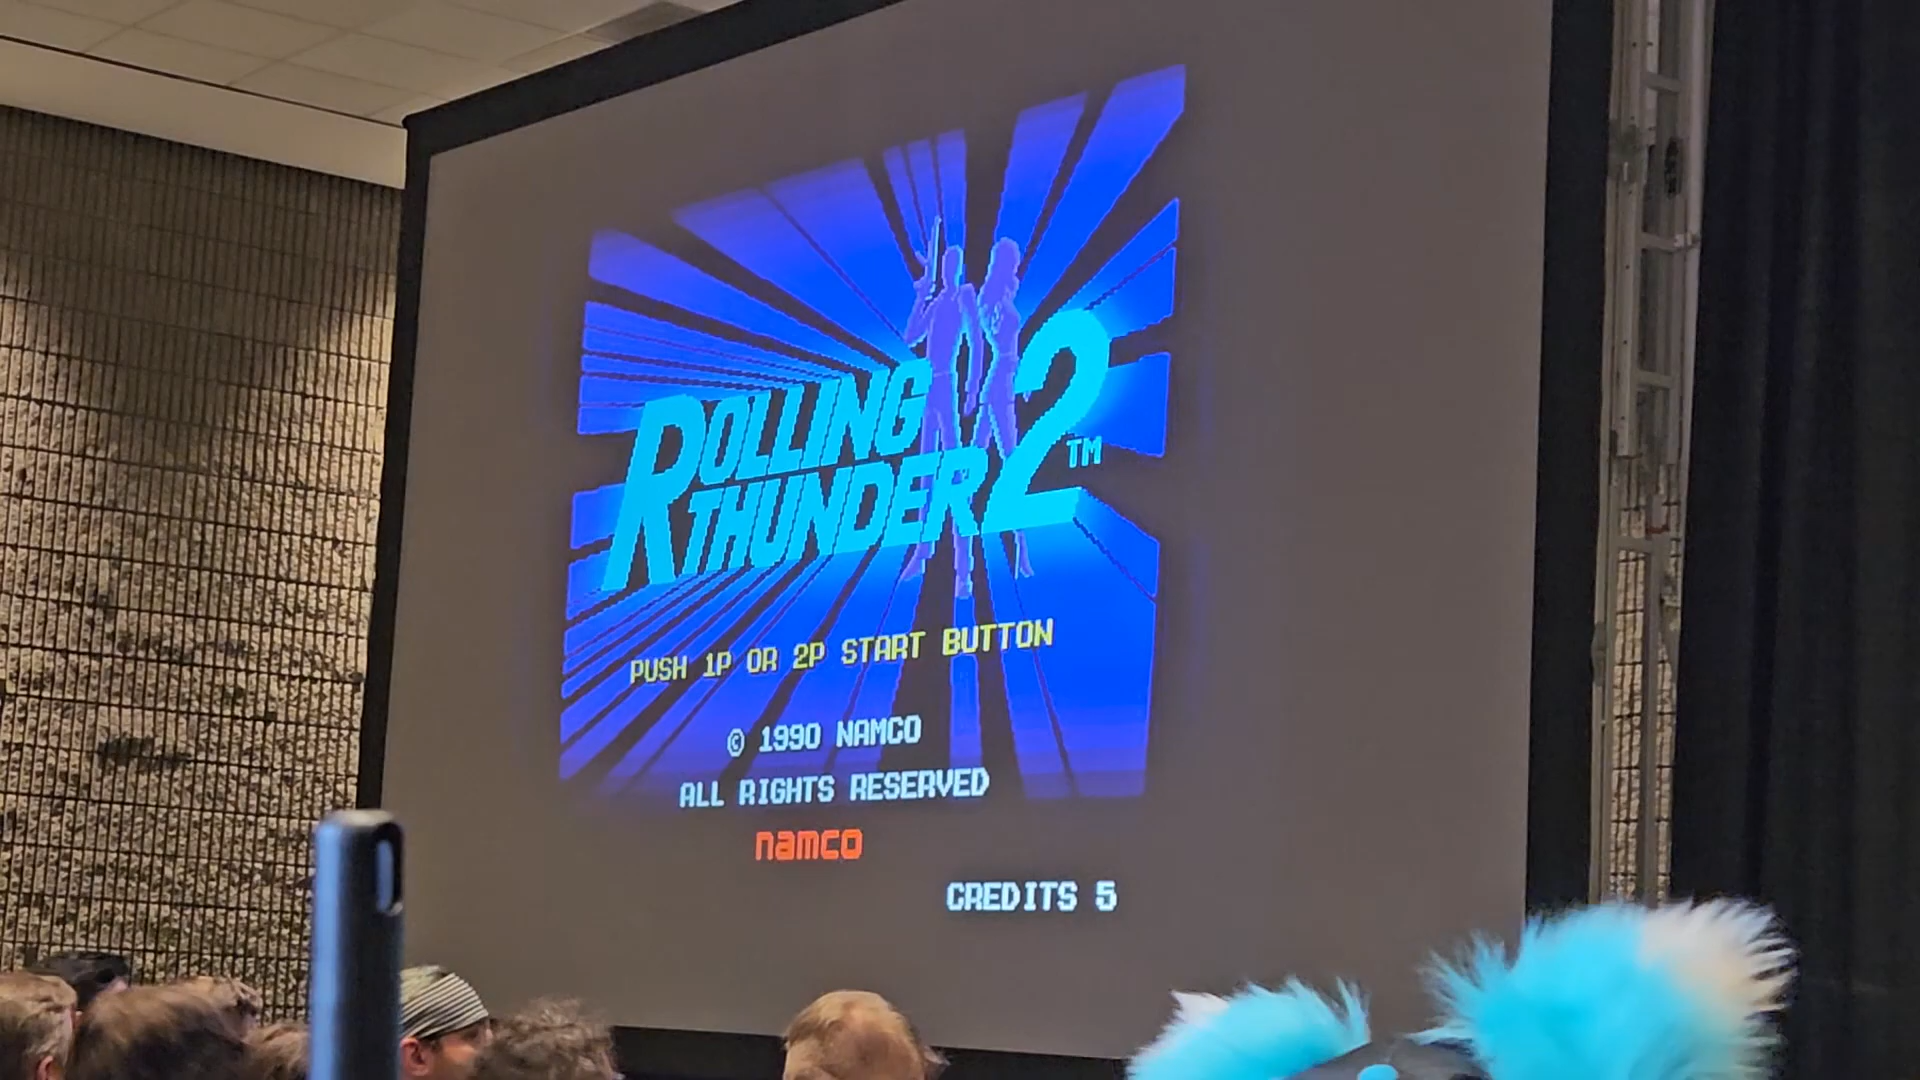 ROLLING
THUNDER 2 TM
PUSH 1P OR 2P START BUTTON
© 1990 NAMCO
ALL RIGHTS RESERVED
namco
CREDITS 5